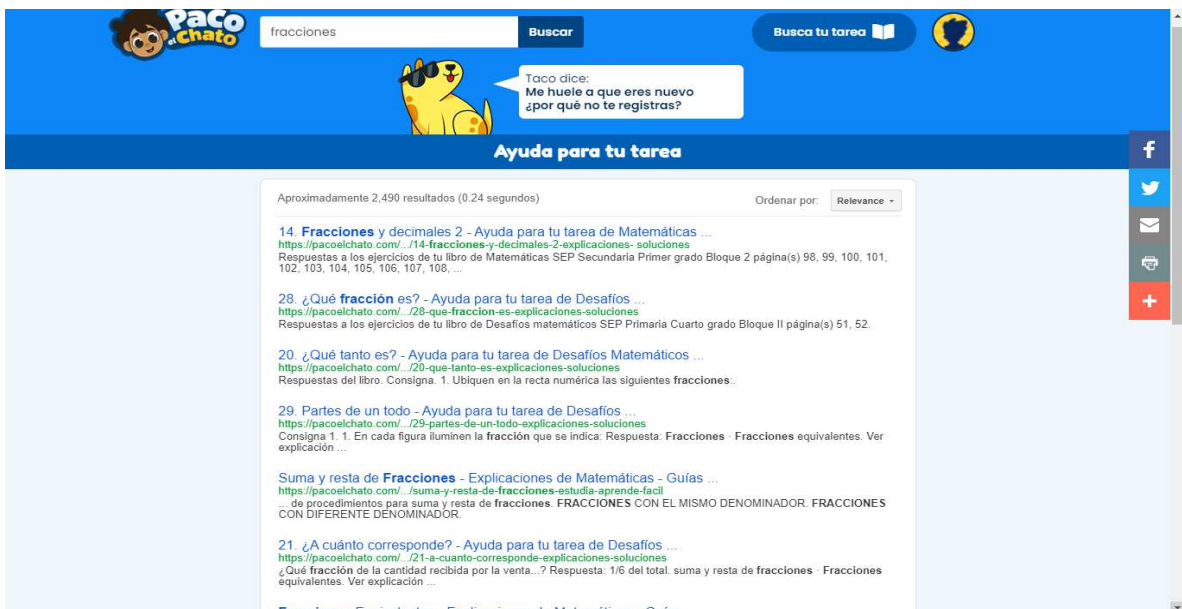 Paco
el Chato
fracciones
Buscar
Busca tu tarea
Taco dice:
Me huele a que eres nuevo
¿por qué no te registras?
Ayuda para tu tarea
Aproximadamente 2,490 resultados (0.24 segundos)
Ordenar por:
Relevance
14. Fracciones y decimales 2 - Ayuda para tu tarea de Matemáticas ...
https://pacoelchato.com/.../14-fracciones-y-decimales-2-explicaciones- soluciones
Respuestas a los ejercicios de tu libro de Matemáticas SEP Secundaria Primer grado Bloque 2 página(s) 98, 99, 100, 101,
102, 103, 104, 105, 106, 107, 108, ...
28. ¿Qué fracción es? - Ayuda para tu tarea de Desafíos ...
https://pacoelchato.com/.../28-que-fraccion-es-explicaciones-soluciones
Respuestas a los ejercicios de tu libro de Desafíos matemáticos SEP Primaria Cuarto grado Bloque II página(s) 51, 52.
20. ¿Qué tanto es? - Ayuda para tu tarea de Desafíos Matemáticos ...
https://pacoelchato.com/.../20-que-tanto-es-explicaciones-soluciones
Respuestas del libro. Consigna. 1. Ubiquen en la recta numérica las siguientes fracciones:.
29. Partes de un todo - Ayuda para tu tarea de Desafíos ...
https://pacoelchato.com/.../29-partes-de-un-todo-explicaciones-soluciones
Consigna 1. 1. En cada figura iluminen la fracción que se indica: Respuesta: Fracciones · Fracciones equivalentes. Ver
explicación ...
Suma y resta de Fracciones - Explicaciones de Matemáticas - Guías ...
https://pacoelchato.com/.../suma-y-resta-de-fracciones-estudia-aprende-facil
... de procedimientos para suma y resta de fracciones. FRACCIONES CON EL MISMO DENOMINADOR. FRACCIONES
CON DIFERENTE DENOMINADOR.
21. ¿A cuánto corresponde? - Ayuda para tu tarea de Desafíos ...
https://pacoelchato.com/.../21-a-cuanto-corresponde-explicaciones-soluciones
¿Qué fracción de la cantidad recibida por la venta...? Respuesta: 1/6 del total. suma y resta de fracciones · Fracciones
equivalentes. Ver explicación ...